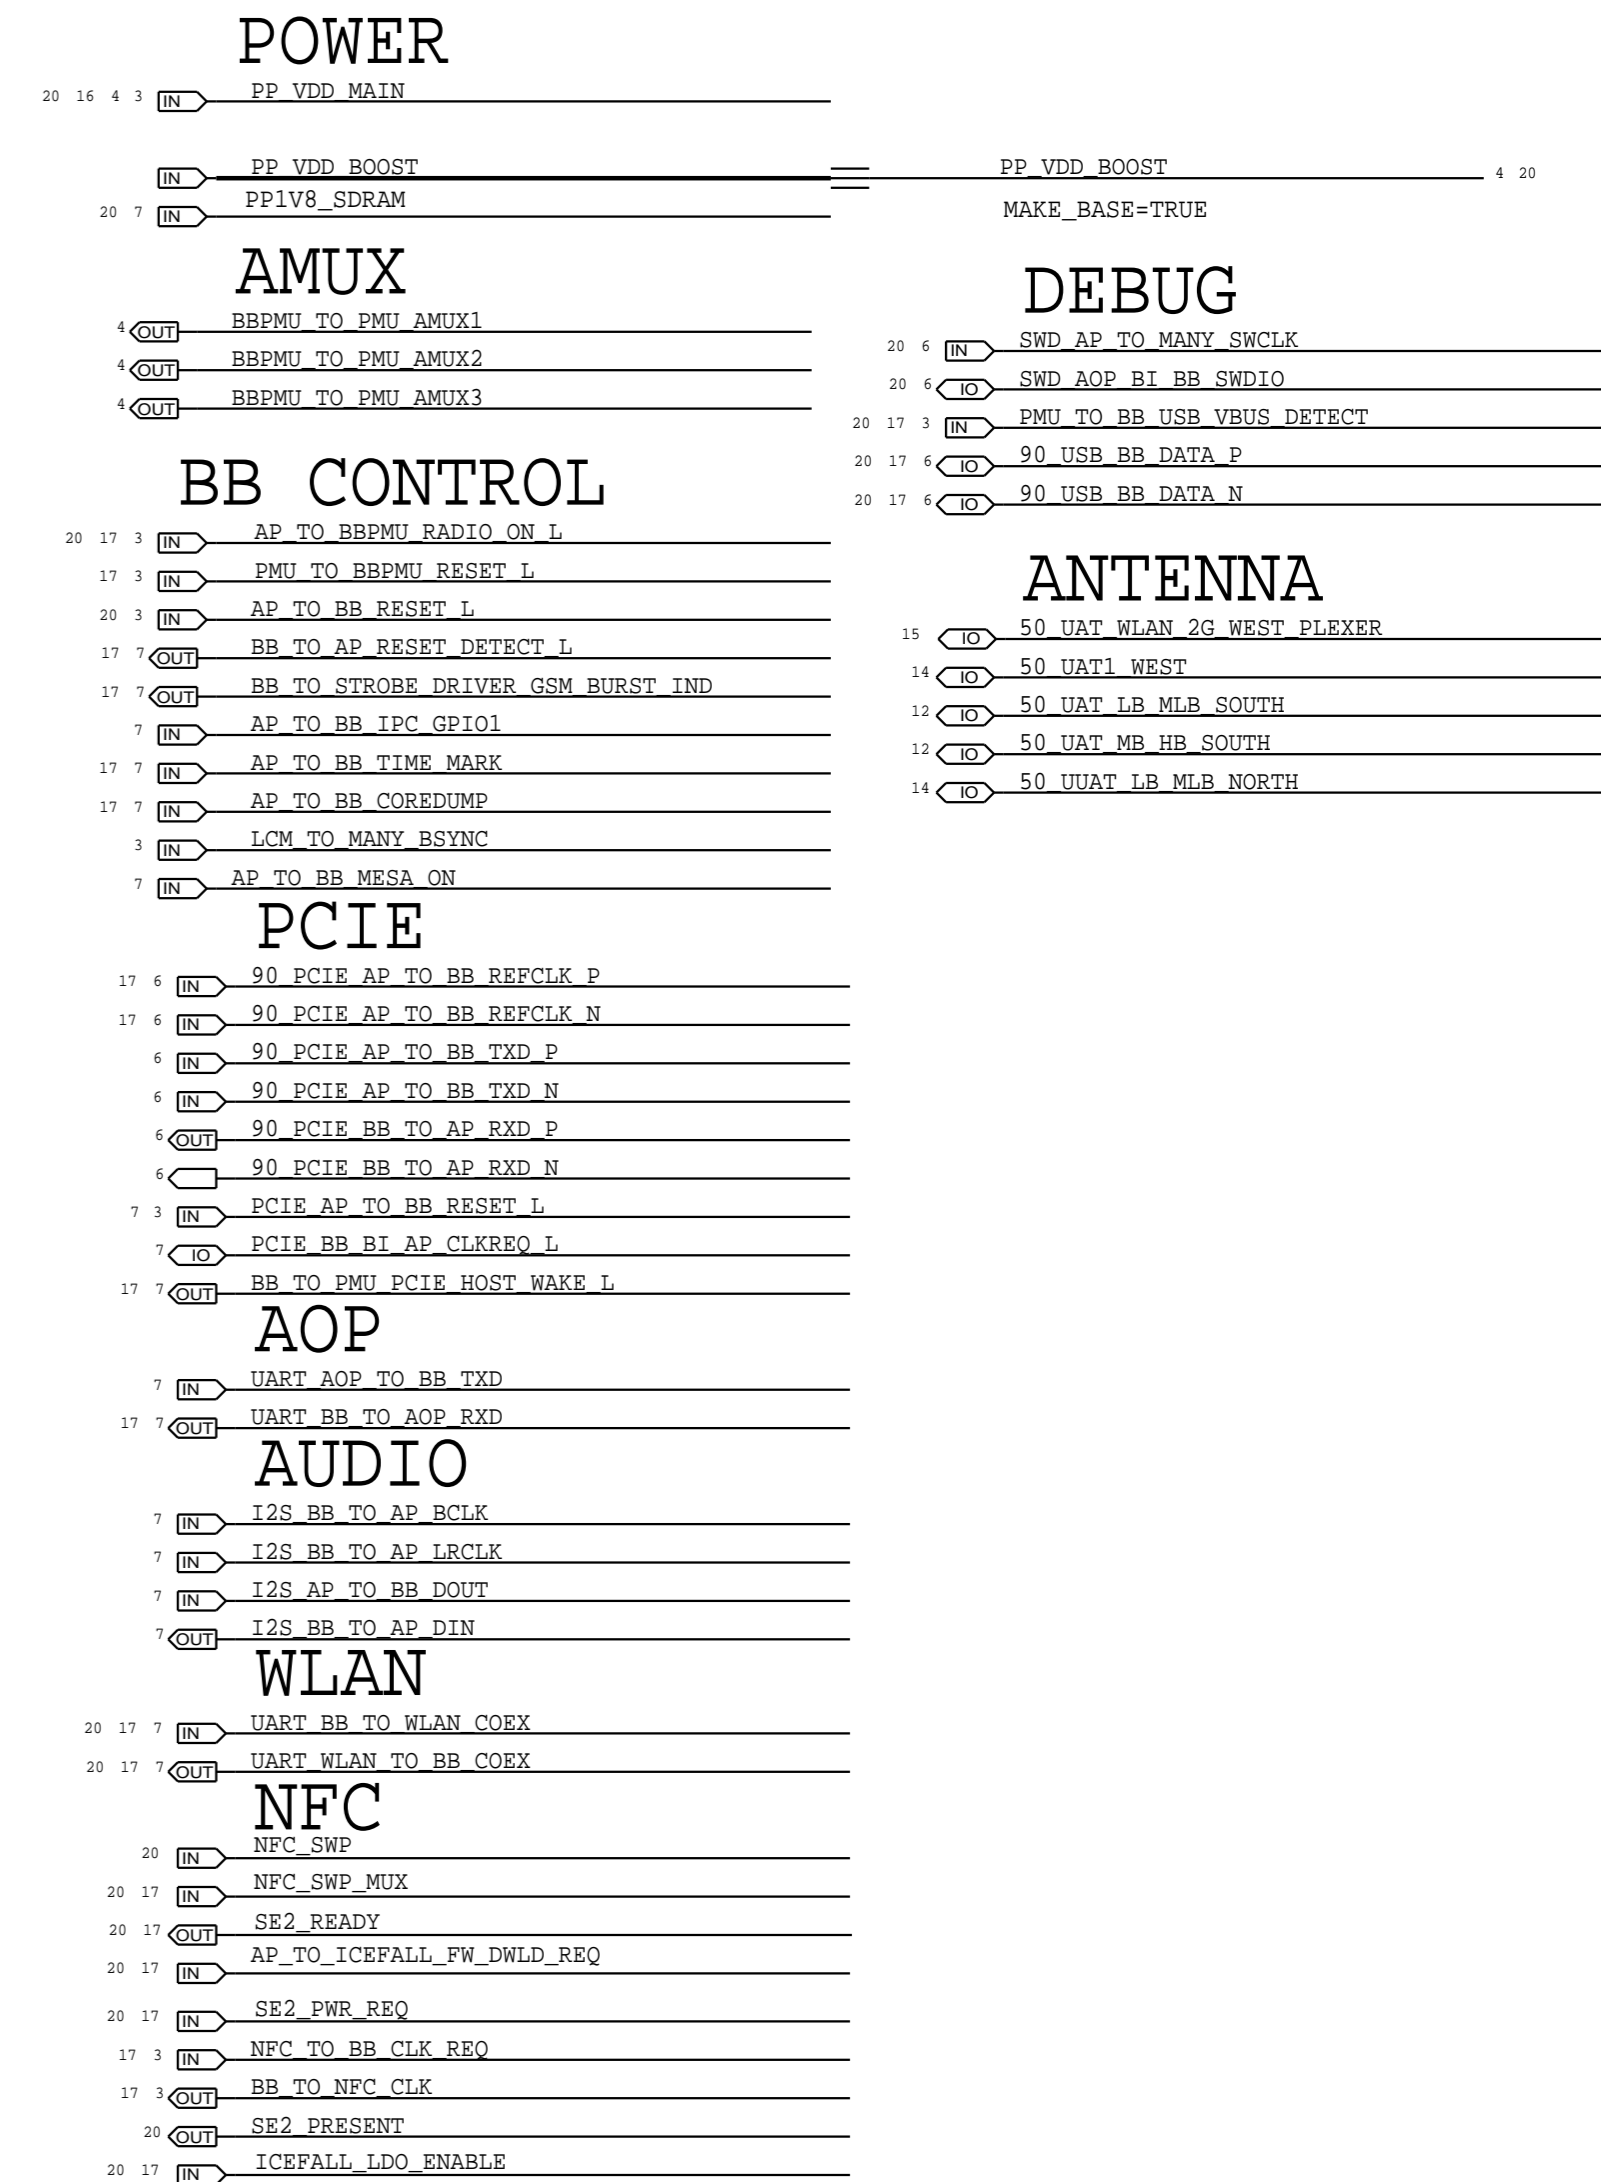 POWER
20 16 4 3 IN PP_VDD_MAIN
IN PP_VDD_BOOST PP_VDD_BOOST 4 20
20 7 IN PP1V8_SDRAM MAKE_BASE=TRUE
AMUX
4 OUT BBPMU_TO_PMU_AMUX1
4 OUT BBPMU_TO_PMU_AMUX2
4 OUT BBPMU_TO_PMU_AMUX3
BB CONTROL
20 17 3 IN AP_TO_BBPMU_RADIO_ON_L
17 3 IN PMU_TO_BBPMU_RESET_L
20 3 IN AP_TO_BB_RESET_L
17 7 OUT BB_TO_AP_RESET_DETECT_L
17 7 OUT BB_TO_STROBE_DRIVER_GSM_BURST_IND
7 IN AP_TO_BB_IPC_GPIO1
17 7 IN AP_TO_BB_TIME_MARK
17 7 IN AP_TO_BB_COREDUMP
3 IN LCM_TO_MANY_BSYNC
7 IN AP_TO_BB_MESA_ON
PCIE
17 6 IN 90_PCIE_AP_TO_BB_REFCLK_P
17 6 IN 90_PCIE_AP_TO_BB_REFCLK_N
6 IN 90_PCIE_AP_TO_BB_TXD_P
6 IN 90_PCIE_AP_TO_BB_TXD_N
6 OUT 90_PCIE_BB_TO_AP_RXD_P
6 90_PCIE_BB_TO_AP_RXD_N
7 3 IN PCIE_AP_TO_BB_RESET_L
7 IO PCIE_BB_BI_AP_CLKREQ_L
17 7 OUT BB_TO_PMU_PCIE_HOST_WAKE_L
AOP
7 IN UART_AOP_TO_BB_TXD
17 7 OUT UART_BB_TO_AOP_RXD
AUDIO
7 IN I2S_BB_TO_AP_BCLK
7 IN I2S_BB_TO_AP_LRCLK
7 IN I2S_AP_TO_BB_DOUT
7 OUT I2S_BB_TO_AP_DIN
WLAN
20 17 7 IN UART_BB_TO_WLAN_COEX
20 17 7 OUT UART_WLAN_TO_BB_COEX
NFC
20 IN NFC_SWP
20 17 IN NFC_SWP_MUX
20 17 OUT SE2_READY
20 17 IN AP_TO_ICEFALL_FW_DWLD_REQ
20 17 IN SE2_PWR_REQ
17 3 IN NFC_TO_BB_CLK_REQ
17 3 OUT BB_TO_NFC_CLK
20 OUT SE2_PRESENT
20 17 IN ICEFALL_LDO_ENABLE
DEBUG
20 6 IN SWD_AP_TO_MANY_SWCLK
20 6 IO SWD_AOP_BI_BB_SWDIO
20 17 3 IN PMU_TO_BB_USB_VBUS_DETECT
20 17 6 IO 90_USB_BB_DATA_P
20 17 6 IO 90_USB_BB_DATA_N
ANTENNA
15 IO 50_UAT_WLAN_2G_WEST_PLEXER
14 IO 50_UAT1_WEST
12 IO 50_UAT_LB_MLB_SOUTH
12 IO 50_UAT_MB_HB_SOUTH
14 IO 50_UUAT_LB_MLB_NORTH